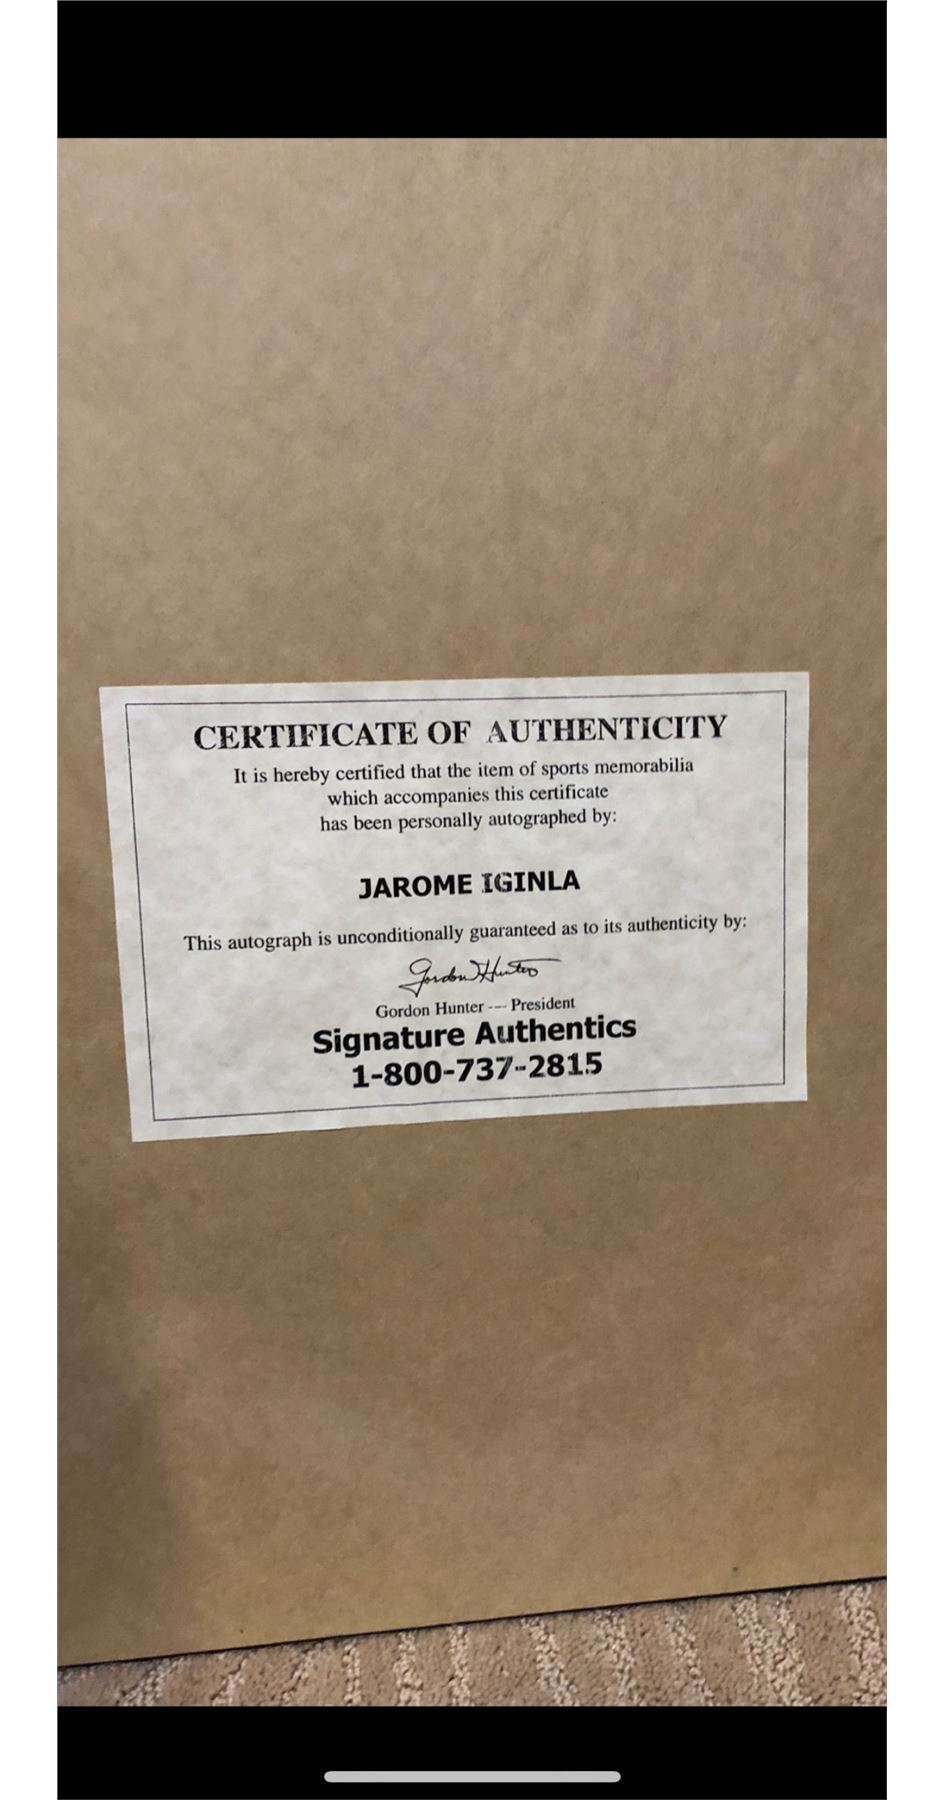 CERTIFICATE OF AUTHENTICITY
It is hereby certified that the item of sports memorabilia
which accompanies this certificate
has been personally autographed by:
JAROME IGINLA
This autograph is unconditionally guaranteed as to its authenticity by:
Gordon Hunter
Gordon Hunter --- President
Signature Authentics
1-800-737-2815